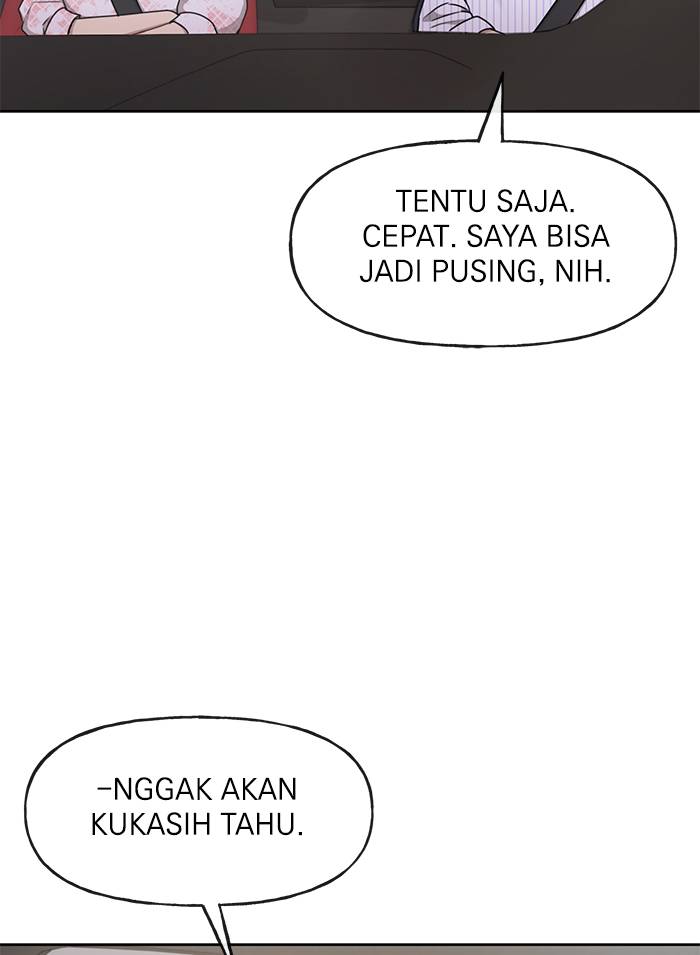 TENTU SAJA.
CEPAT. SAYA BISA
JADI PUSING, NIH.
-NGGAK AKAN
KUKASIH TAHU.